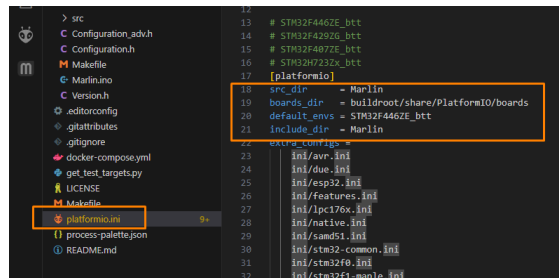 src
Configuration_adv.h
Configuration.h
Makefile
Marlin.ino
Version.h
.editorconfig
.gitattributes
.gitignore
docker-compose.yml
get_test_targets.py
LICENSE
Makefile
platformio.ini 9+
process-palette.json
README.md
12
13 # STM32F446ZE_btt
14 # STM32F429ZG_btt
15 # STM32F407ZE_btt
16 # STM32H723Zx_btt
17 [platformio]
18 src_dir = Marlin
19 boards_dir = buildroot/share/PlatformIO/boards
20 default_envs = STM32F446ZE_btt
21 include_dir = Marlin
22 extra_configs =
23 ini/avr.ini
24 ini/due.ini
25 ini/esp32.ini
26 ini/features.ini
27 ini/lpc176x.ini
28 ini/native.ini
29 ini/samd51.ini
30 ini/stm32-common.ini
31 ini/stm32f0.ini
32 ini/stm32f1-maple.ini